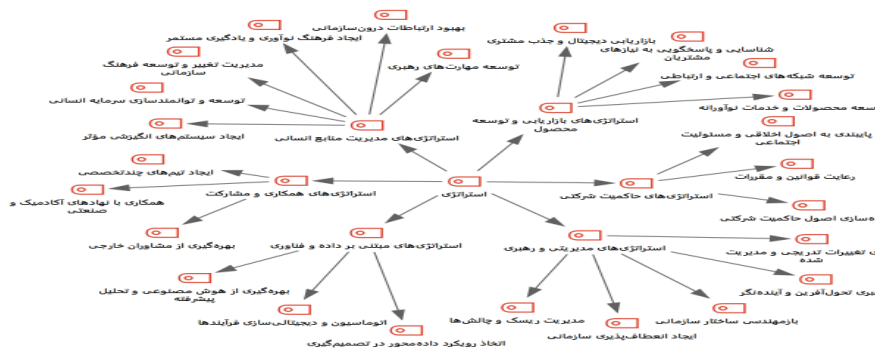 بهبود ارتباطات درون‌سازمانی
ایجاد فرهنگ نوآوری و یادگیری مستمر
بازاریابی دیجیتال و جذب مشتری
شناسایی و پاسخگویی به نیازهای
مشتریان
مدیریت تغییر و توسعه فرهنگ
سازمانی
توسعه مهارت‌های رهبری
توسعه شبکه‌های اجتماعی و ارتباطی
توسعه و توانمندسازی سرمایه انسانی
محصولات و خدمات نوآورانه
استراتژی‌های بازاریابی و توسعه
محصول
ایجاد سیستم‌های انگیزشی مؤثر
استراتژی‌های مدیریت منابع انسانی
پایبندی به اصول اخلاقی و مسئولیت
اجتماعی
ایجاد تیم‌های چندتخصصی
رعایت قوانین و مقررات
استراتژی‌های همکاری و مشارکت
استراتژی
استراتژی‌های حاکمیت شرکتی
همکاری با نهادهای آکادمیک و
صنعتی
اصول حاکمیت شرکتی
بهره‌گیری از مشاوران خارجی
استراتژی‌های مبتنی بر داده و فناوری
استراتژی‌های مدیریتی و رهبری
تغییرات تدریجی و مدیریت
شده
بهره‌گیری از هوش مصنوعی و تحلیل
پیشرفته
تحول‌آفرین و آینده‌نگر
اتوماسیون و دیجیتالی‌سازی فرآیندها
مدیریت ریسک و چالش‌ها
بازمهندسی ساختار سازمانی
اتخاذ رویکرد داده‌محور در تصمیم‌گیری
ایجاد انعطاف‌پذیری سازمانی